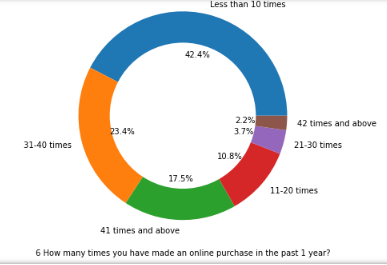 Less than 10 times
42.4%
2.2%
42 times and above
23.4%
3.7%
31-40 times
21-30 times
10.8%
17.5%
11-20 times
41 times and above
6 How many times you have made an online purchase in the past 1 year?